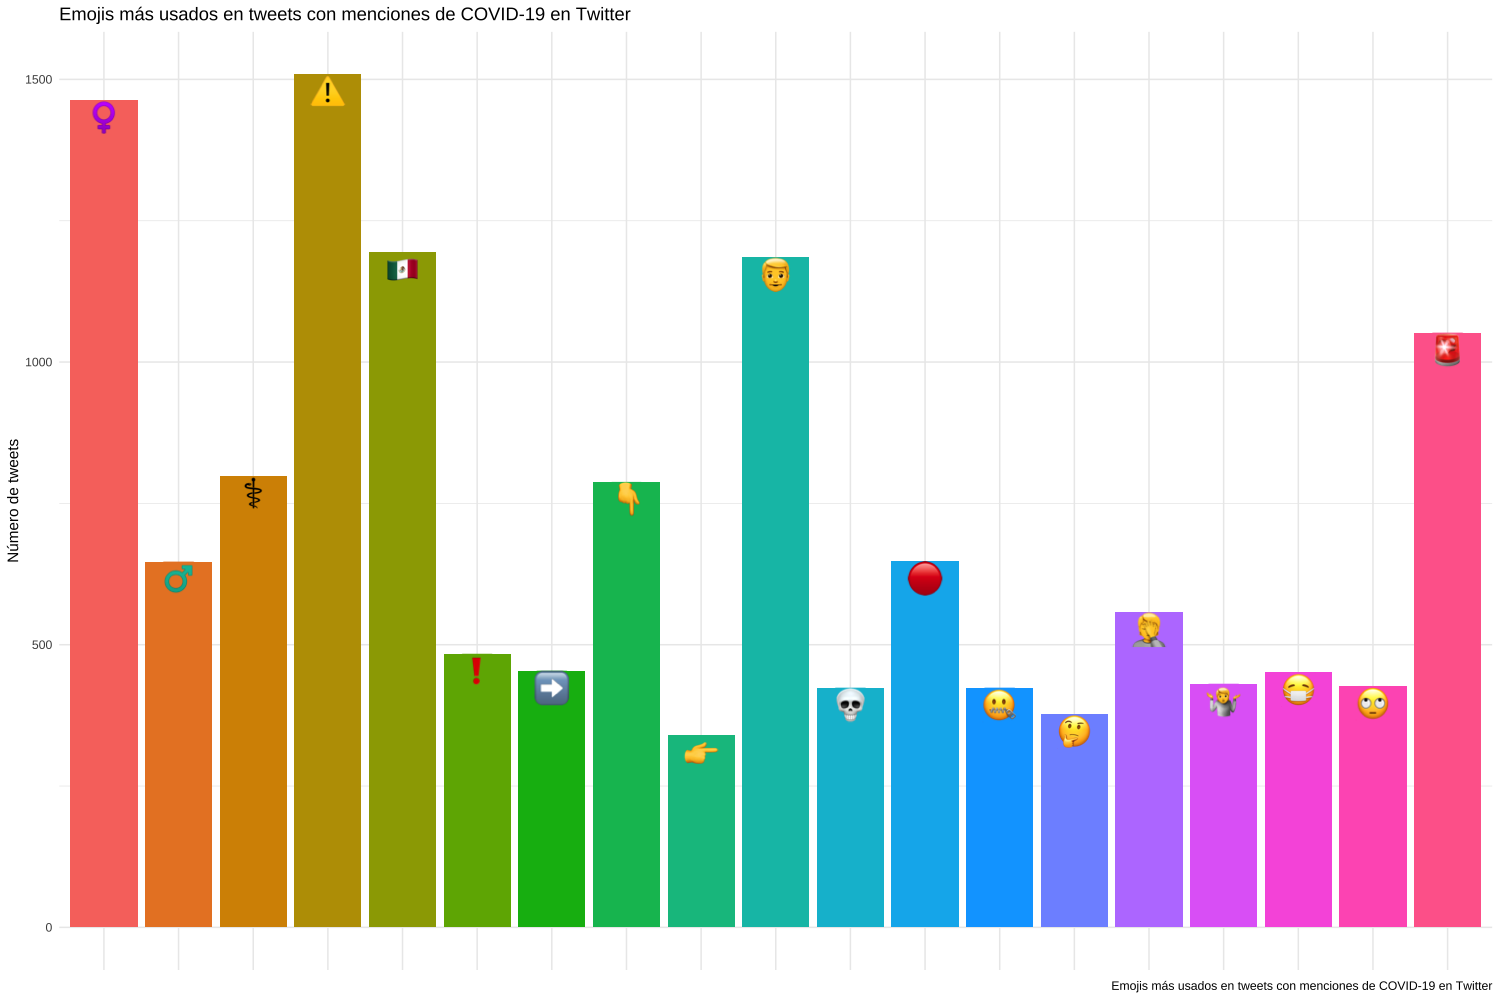 Emojis más usados en tweets con menciones de COVID-19 en Twitter
Número de tweets
1500
1000
500
0
Emojis más usados en tweets con menciones de COVID-19 en Twitter